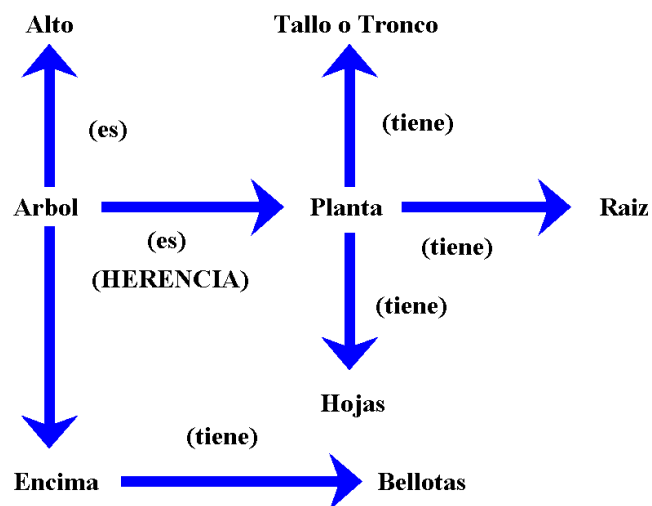 Alto
Tallo o Tronco
(es)
(tiene)
Arbol
Planta
Raiz
(es)
(HERENCIA)
(tiene)
(tiene)
Hojas
(tiene)
Encima
Bellotas